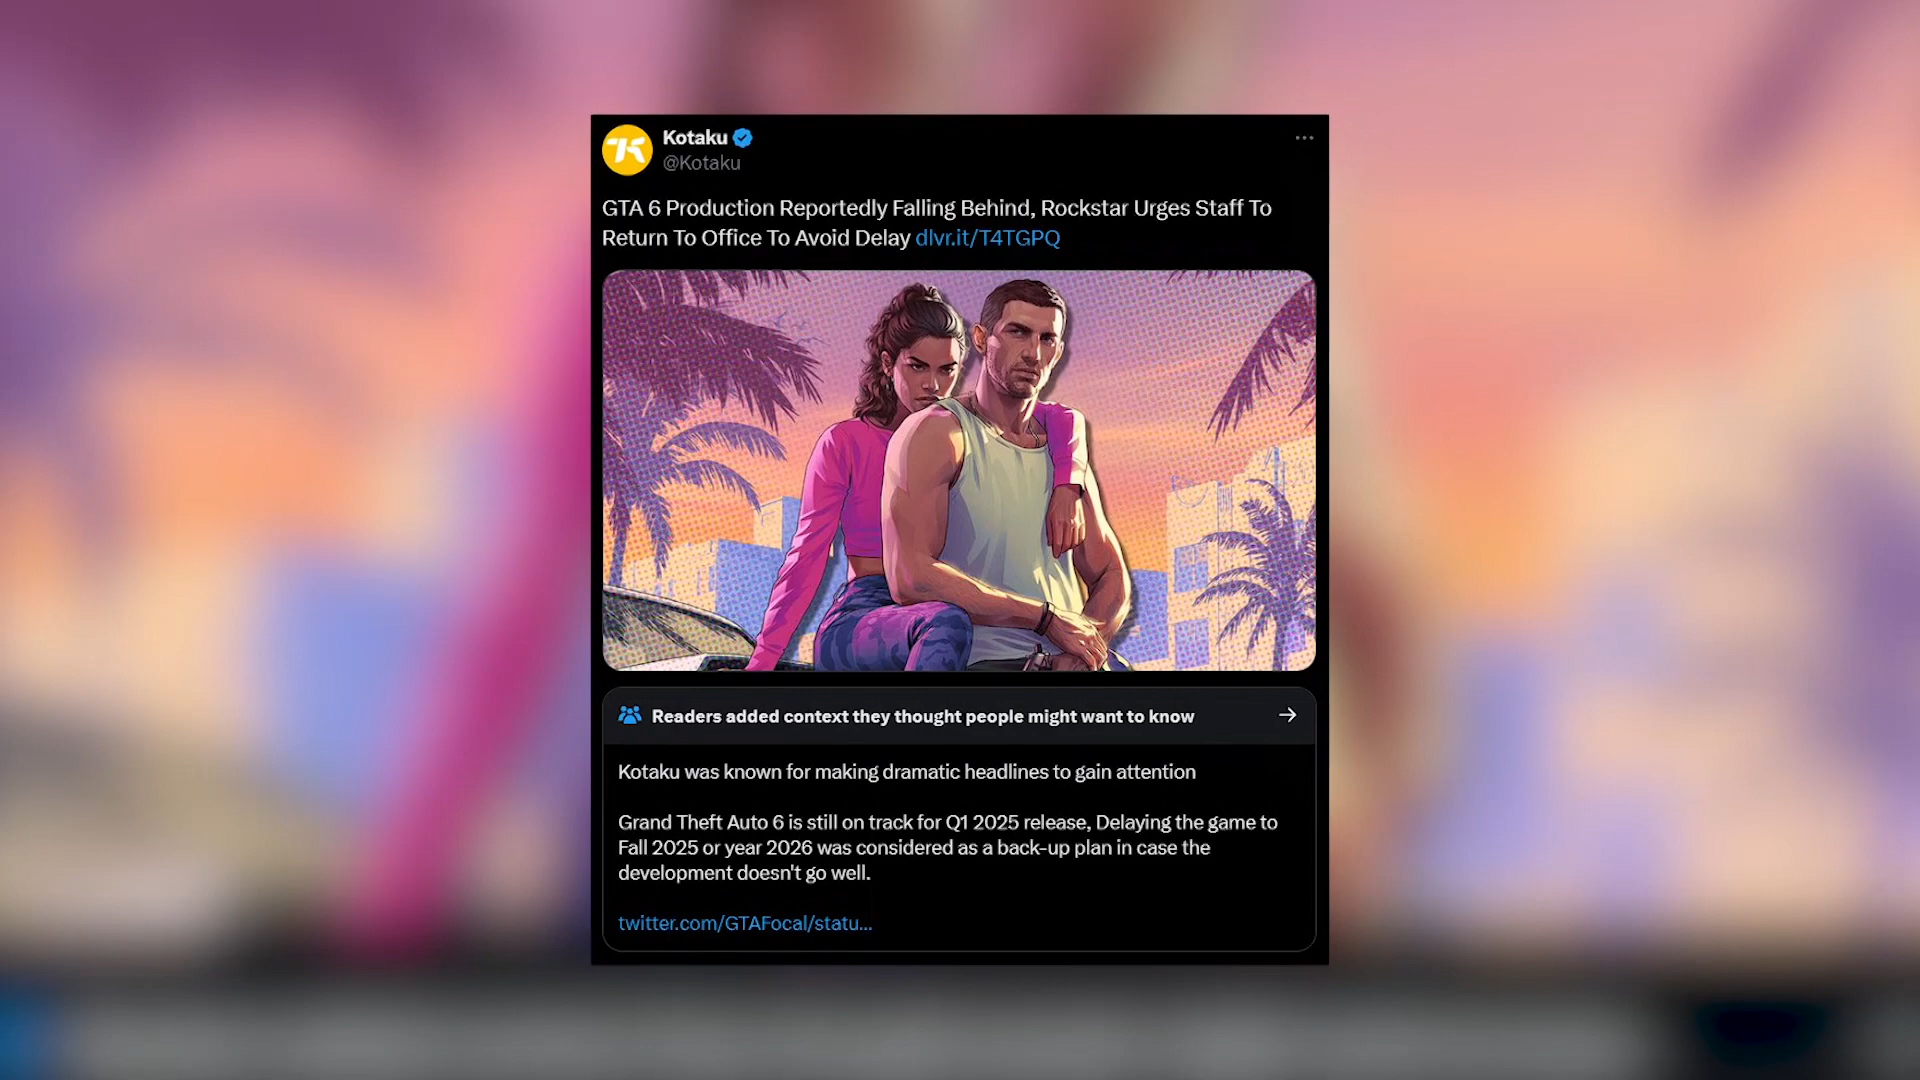 Kotaku
@Kotaku
GTA 6 Production Reportedly Falling Behind, Rockstar Urges Staff To
Return To Office To Avoid Delay dlvr.it/T4TGPQ
Readers added context they thought people might want to know
Kotaku was known for making dramatic headlines to gain attention
Grand Theft Auto 6 is still on track for Q1 2025 release, Delaying the game to
Fall 2025 or year 2026 was considered as a back-up plan in case the
development doesn't go well.
twitter.com/GTAFocal/statu...